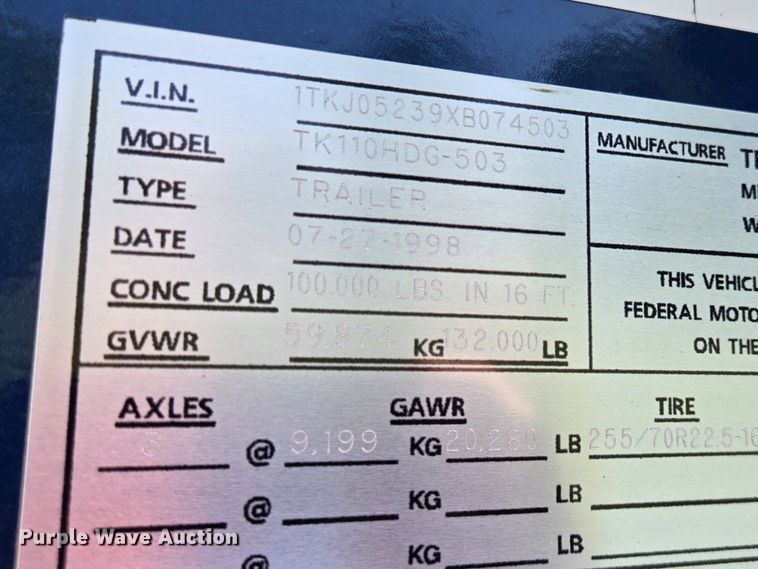 V.I.N. 1TKJ05239XB074503
MODEL TK110HDG-503
TYPE TRAILER
DATE 07-27-1998
CONC LOAD 100,000 LBS. IN 16 FT.
GVWR 59,874 KG 132,000 LB
MANUFACTURER
THIS VEHICL
FEDERAL MOTO
ON THE
AXLES GAWR TIRE
3 @ 9,199 KG 20,280 LB 255/70R22.5-16
@ KG LB
@ KG LB
Purple Wave Auction